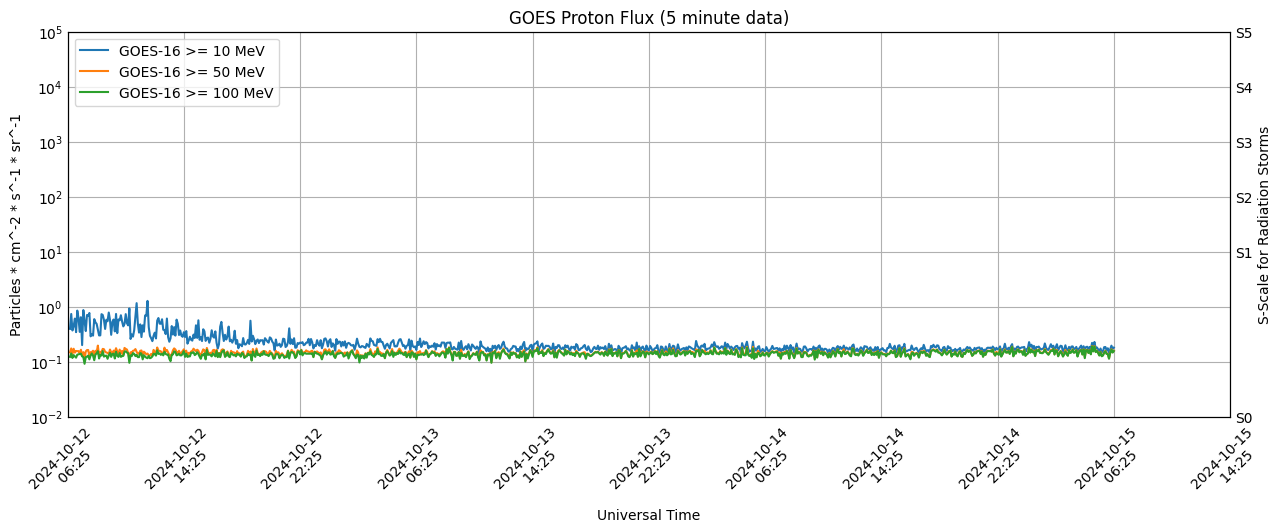 GOES Proton Flux (5 minute data)
GOES-16 >= 10 MeV
GOES-16 >= 50 MeV
GOES-16 >= 100 MeV
Particles * cm^-2 * s^-1 * sr^-1
10^5
10^4
10^3
10^2
10^1
10^0
10^-1
10^-2
S5
S4
S3
S2
S1
S0
S-Scale for Radiation Storms
2024-10-12
06:25
2024-10-12
14:25
2024-10-12
22:25
2024-10-13
06:25
2024-10-13
14:25
2024-10-13
22:25
2024-10-14
06:25
2024-10-14
14:25
2024-10-14
22:25
2024-10-15
06:25
2024-10-15
14:25
Universal Time